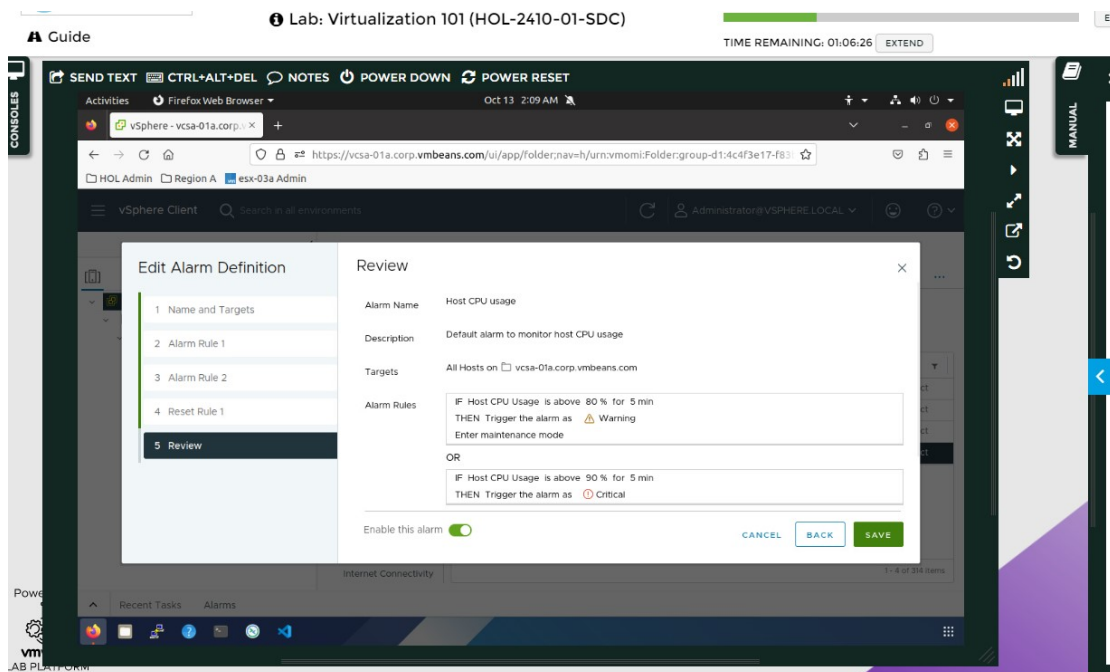 Lab: Virtualization 101 (HOL-2410-01-SDC)
Guide
TIME REMAINING: 01:06:26 EXTEND
CONSOLES
SEND TEXT CTRL+ALT+DEL NOTES POWER DOWN POWER RESET
MANUAL
Activities Firefox Web Browser Oct 13 2:09 AM
vSphere - vcsa-01a.corp.v
https://vcsa-01a.corp.vmbeans.com/ui/app/folder;nav=h/urn:vmomi:Folder:group-d1:4c4f3e17-f83
HOL Admin Region A esx-03a Admin
vSphere Client Search in all environments Administrator@VSPHERE.LOCAL
Edit Alarm Definition
1 Name and Targets
2 Alarm Rule 1
3 Alarm Rule 2
4 Reset Rule 1
5 Review
Review
Alarm Name Host CPU usage
Description Default alarm to monitor host CPU usage
Targets All Hosts on vcsa-01a.corp.vmbeans.com
Alarm Rules
IF Host CPU Usage is above 80 % for 5 min
THEN Trigger the alarm as Warning
Enter maintenance mode
OR
IF Host CPU Usage is above 90 % for 5 min
THEN Trigger the alarm as Critical
Enable this alarm
CANCEL BACK SAVE
ct
ct
ct
ct
Internet Connectivity 1 - 4 of 314 items
Recent Tasks Alarms
Powe
vm
LAB PLATFORM